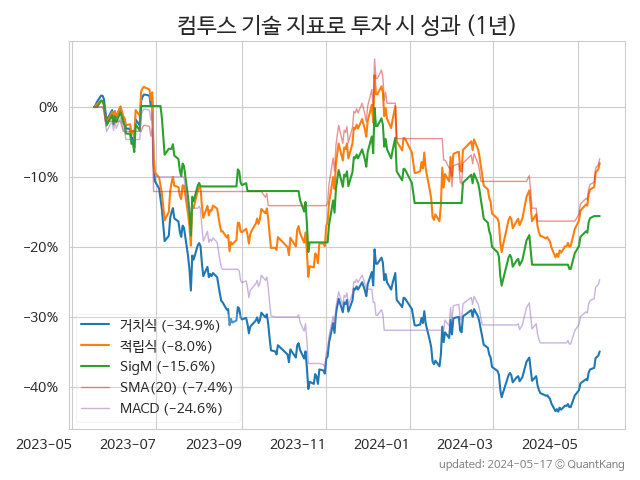 컴투스 기술 지표로 투자 시 성과 (1년)
0%
−10%
−20%
−30%
−40%
거치식 (−34.9%)
적립식 (−8.0%)
SigM (−15.6%)
SMA(20) (−7.4%)
MACD (−24.6%)
2023-05 2023-07 2023-09 2023-11 2024-01 2024-03 2024-05
updated: 2024-05-17 © QuantKang